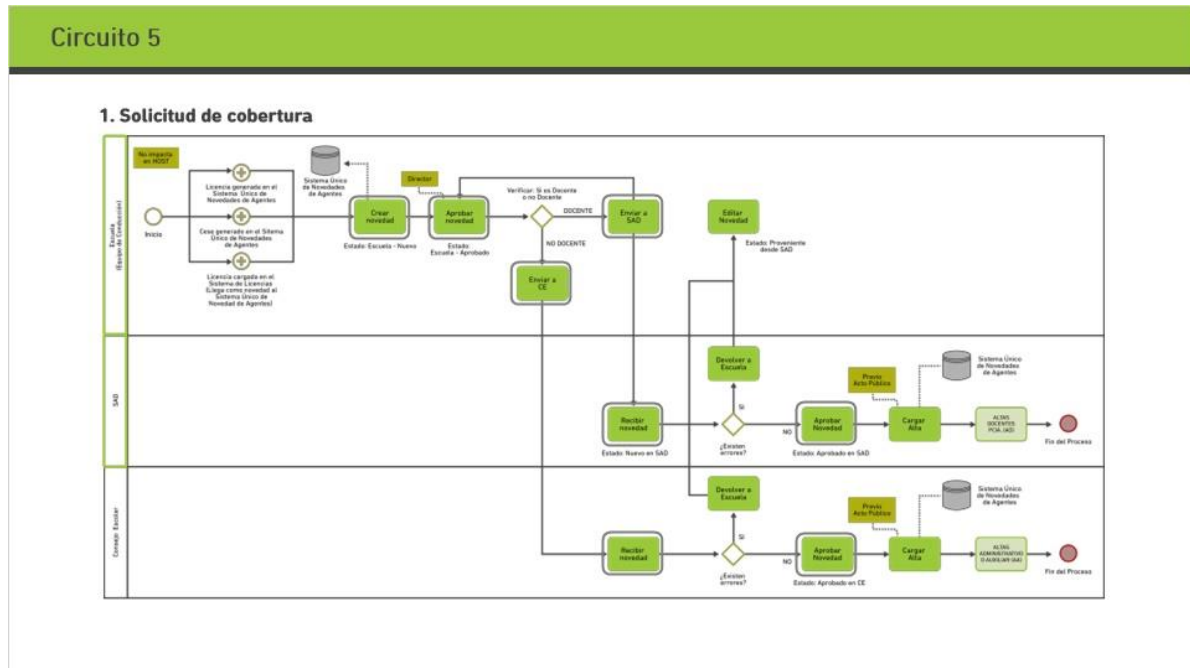 Circuito 5
1. Solicitud de cobertura
Escuela
(Equipo de Conducción)
No impacta
en HOST
Inicio
Licencia generada en el
Sistema Único de
Novedades de Agentes
Cese generado en el Sitema
Único de Novedades
de Agentes
Licencia cargada en el
Sistema de Licencias
(Llega como novedad al
Sistema Único de
Novedad de Agentes)
Sistema Único
de Novedades
de Agentes
Crear
novedad
Estado: Escuela - Nuevo
Director
Aprobar
novedad
Estado:
Escuela - Aprobado
Verificar: Si es Docente
o no Docente
DOCENTE
NO DOCENTE
Enviar a
SAD
Enviar a
CE
Editar
Novedad
Estado: Proveniente
desde SAD
SAD
Recibir
novedad
Estado: Nuevo en SAD
Devolver a
Escuela
SI
¿Existen
errores?
NO
Aprobar
Novedad
Estado: Aprobado en SAD
Previo
Acto Público
Cargar
Alta
Sistema Único
de Novedades
de Agentes
ALTAS
DOCENTES
PCIA. (AD)
Fin del Proceso
Consejo Escolar
Recibir
novedad
Devolver a
Escuela
SI
¿Existen
errores?
NO
Aprobar
Novedad
Estado: Aprobado en CE
Previo
Acto Público
Cargar
Alta
Sistema Único
de Novedades
de Agentes
ALTAS
ADMINISTRATIVO
O AUXILIAR (AA)
Fin del Proceso